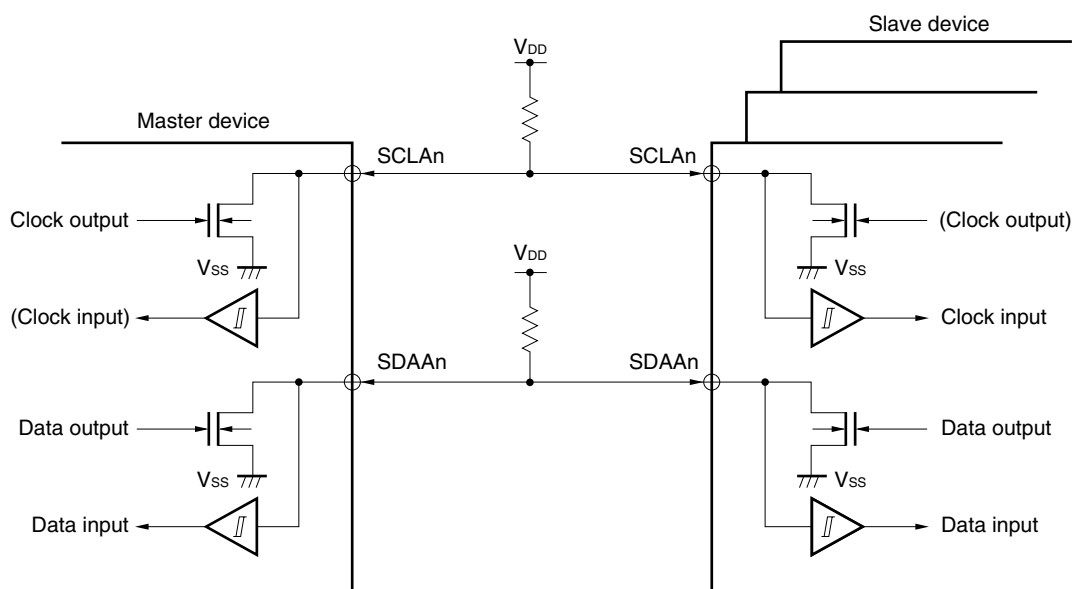 Slave device
VDD
Master device
SCLAn SCLAn
Clock output (Clock output)
VSS VSS
VDD
(Clock input) Clock input
SDAAn SDAAn
Data output Data output
VSS VSS
Data input Data input